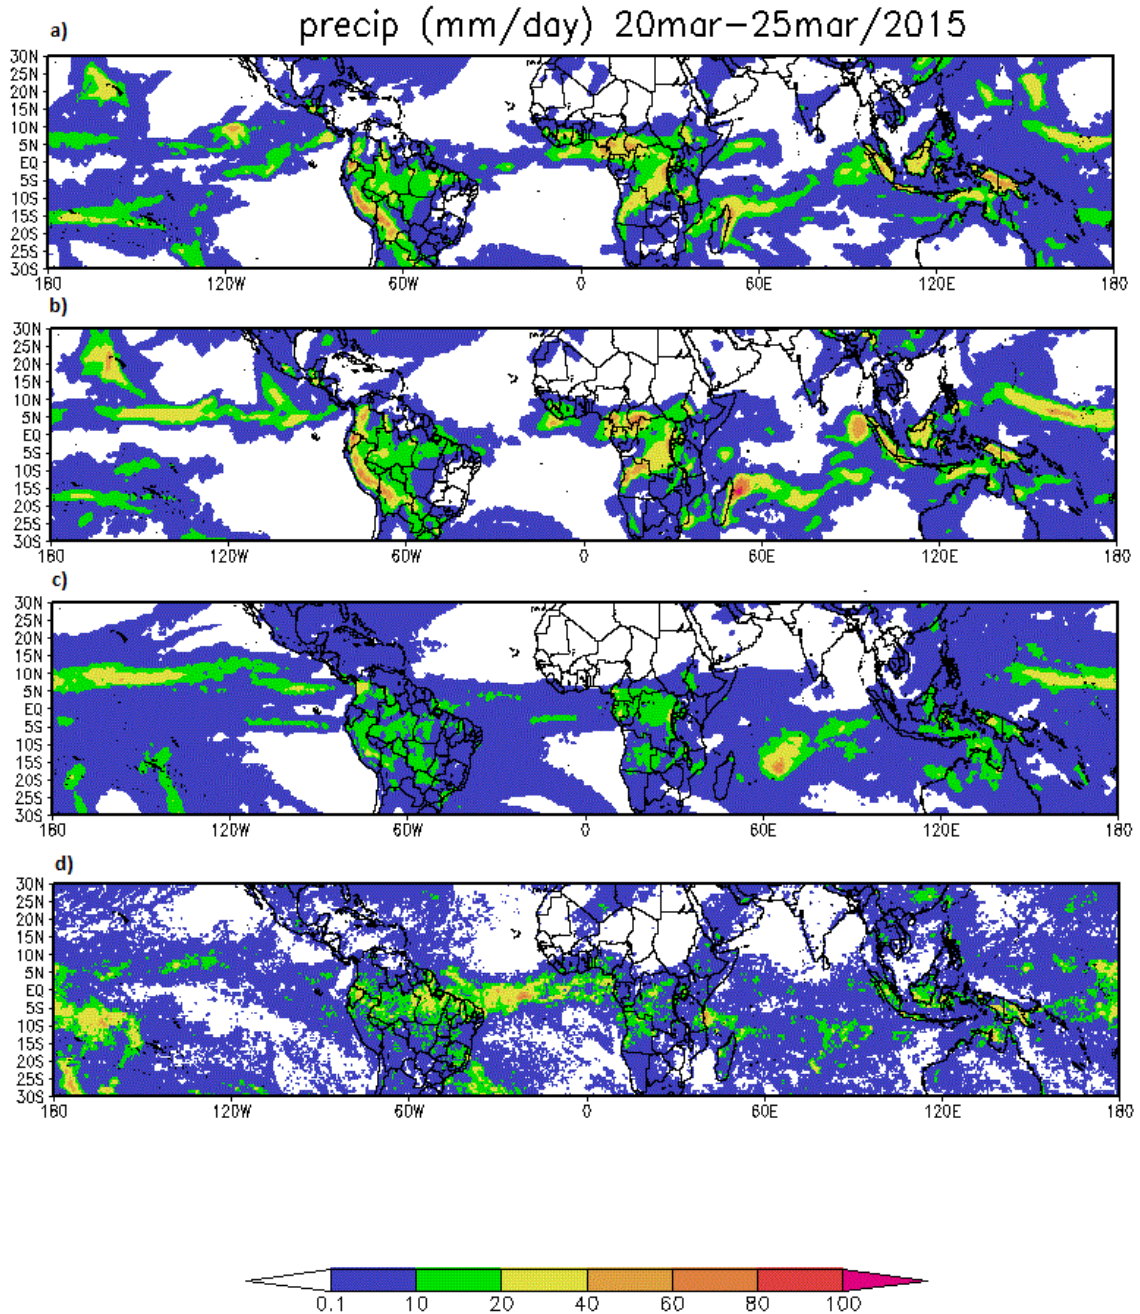 precip (mm/day) 20mar-25mar/2015
a)
30N
25N
20N
15N
10N
5N
EQ
5S
10S
15S
20S
25S
30S
180 120W 60W 0 60E 120E 180
b)
30N
25N
20N
15N
10N
5N
EQ
5S
10S
15S
20S
25S
30S
180 120W 60W 0 60E 120E 180
c)
30N
25N
20N
15N
10N
5N
EQ
5S
10S
15S
20S
25S
30S
180 120W 60W 0 60E 120E 180
d)
30N
25N
20N
15N
10N
5N
EQ
5S
10S
15S
20S
25S
30S
180 120W 60W 0 60E 120E 180
0.1 10 20 40 60 80 100